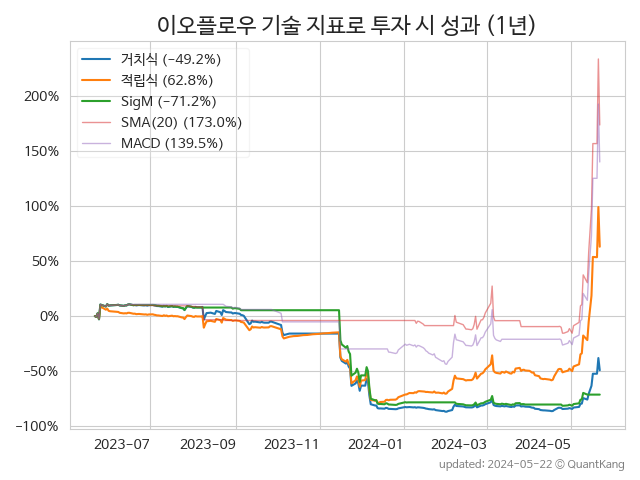 이오플로우 기술 지표로 투자 시 성과 (1년)
거치식 (−49.2%)
적립식 (62.8%)
SigM (−71.2%)
SMA(20) (173.0%)
MACD (139.5%)
200%
150%
100%
50%
0%
−50%
−100%
2023-07 2023-09 2023-11 2024-01 2024-03 2024-05
updated: 2024-05-22 © QuantKang